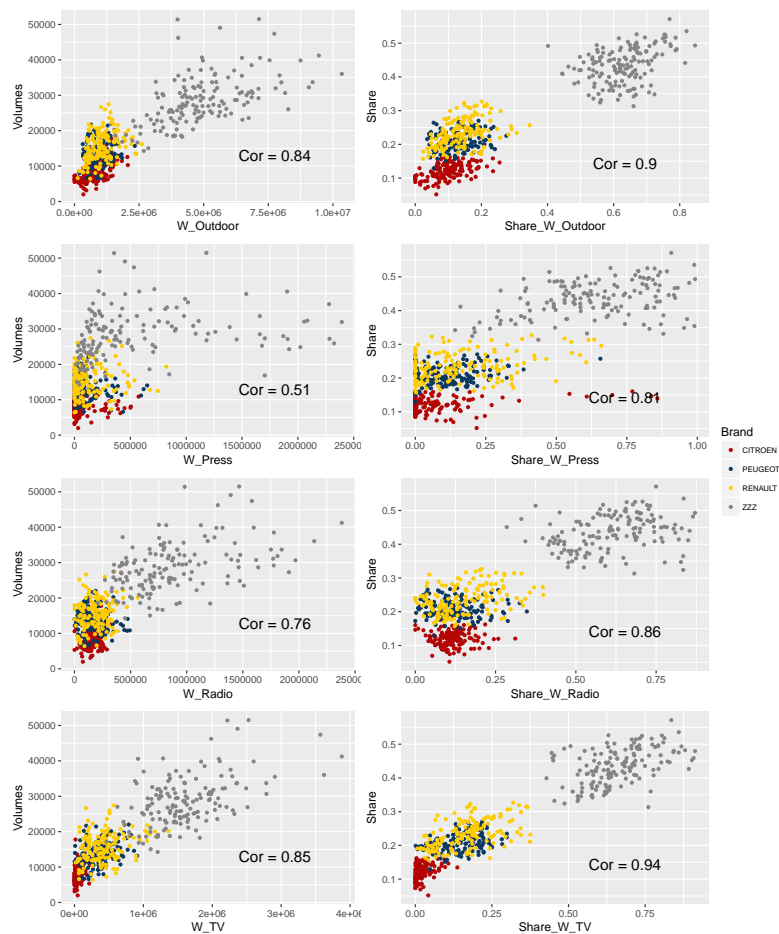 Volumes
50000
40000
30000
20000
10000
0
Cor = 0.84
0.0e+00 2.5e+06 5.0e+06 7.5e+06 1.0e+07
W_Outdoor
Share
0.5
0.4
0.3
0.2
0.1
Cor = 0.9
0.0 0.2 0.4 0.6 0.8
Share_W_Outdoor
Volumes
50000
40000
30000
20000
10000
0
Cor = 0.51
0 500000 1000000 1500000 2000000
W_Press
Share
0.5
0.4
0.3
0.2
0.1
Cor = 0.81
0.00 0.25 0.50 0.75 1.00
Share_W_Press
Brand
CITROEN
PEUGEOT
RENAULT
ZZZ
Volumes
50000
40000
30000
20000
10000
0
Cor = 0.76
0 500000 1000000 1500000 2000000
W_Radio
Share
0.5
0.4
0.3
0.2
0.1
Cor = 0.86
0.00 0.25 0.50 0.75
Share_W_Radio
Volumes
50000
40000
30000
20000
10000
0
Cor = 0.85
0e+00 1e+06 2e+06 3e+06
W_TV
Share
0.5
0.4
0.3
0.2
0.1
Cor = 0.94
0.00 0.25 0.50 0.75
Share_W_TV